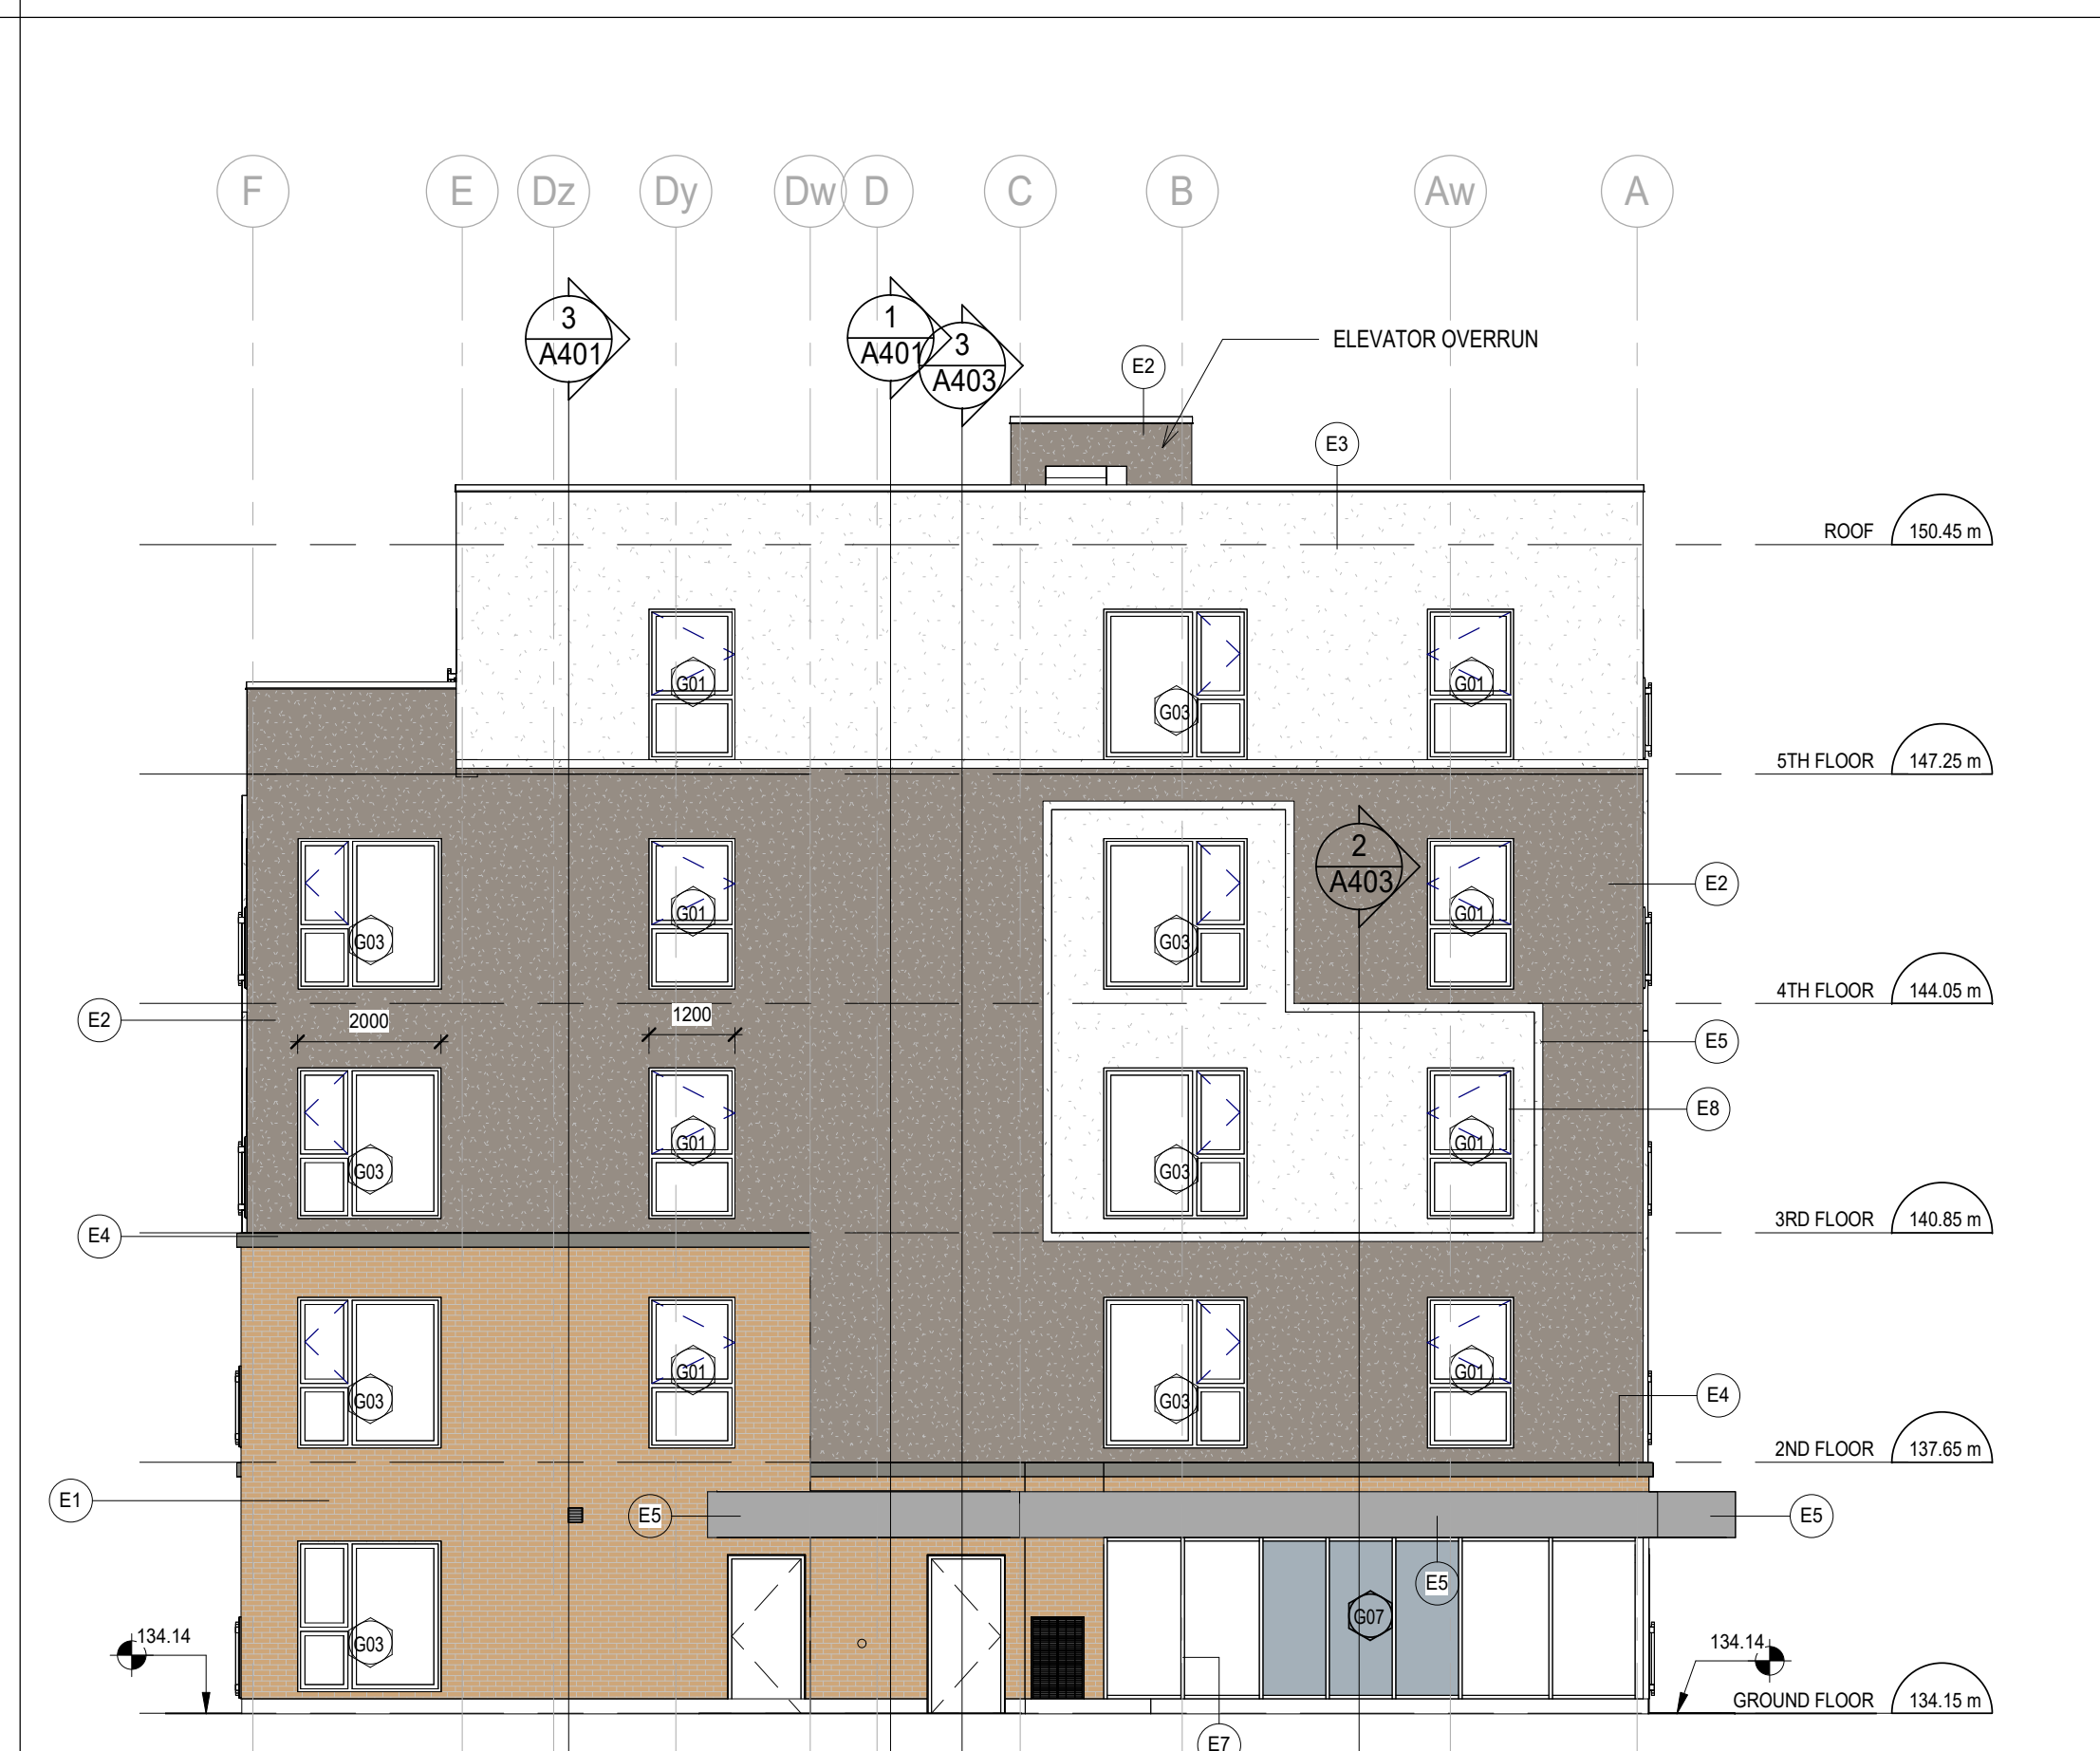 F E Dz Dy Dw D C B Aw A
3
A401
1
A401
3
A403
ELEVATOR OVERRUN
E2
E3
ROOF 150.45 m
G01
G03
G01
5TH FLOOR 147.25 m
2
A403
E2
G03
G01
G03
G01
4TH FLOOR 144.05 m
E2
2000
1200
E5
E8
G03
G01
G03
G01
3RD FLOOR 140.85 m
E4
G03
G01
G03
G01
E4
2ND FLOOR 137.65 m
E1
E5
E5
E5
G07
G03
134.14
134.14
GROUND FLOOR 134.15 m
E7